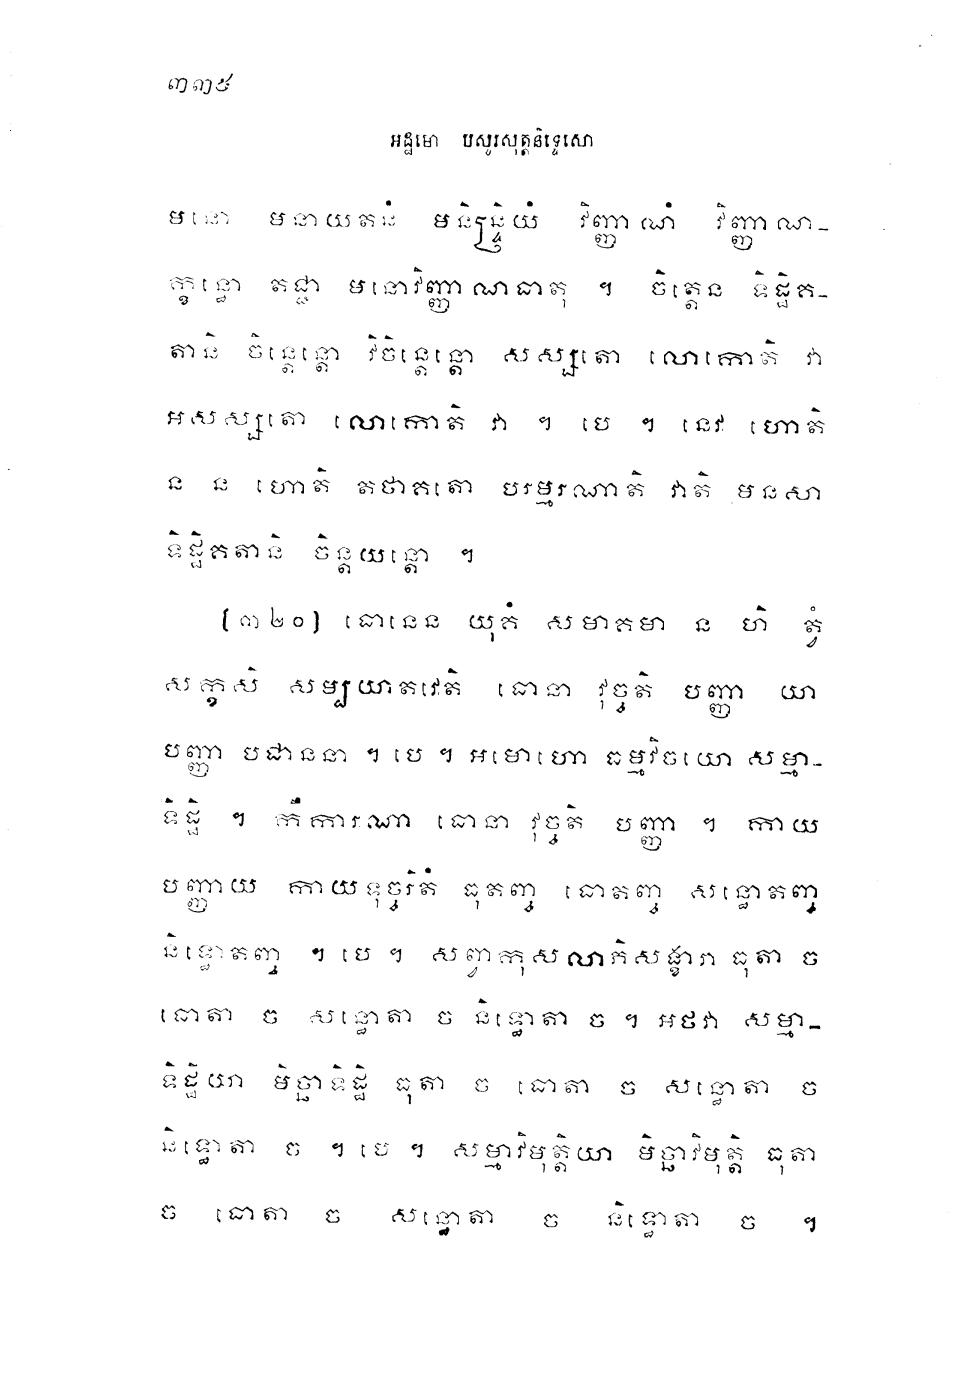 ៣៣៥
អដ្ឋមោ បសូរសុត្តនិទ្ទេសោ
មនោ មនាយតនំ មនិន្ទ្រិយំ វិញ្ញាណំ វិញ្ញាណ-
ក្ខន្ធោ តជ្ជា មនោវិញ្ញាណធាតុ ។ ចិត្តេន ទិដ្ឋិគ-
តានិ ចិន្តេន្តោ វិចិន្តេន្តោ សស្សតោ លោកោតិ វា
អសស្សតោ លោកោតិ វា ។ បេ ។ នេវ ហោតិ
ន ន ហោតិ តថាគតោ បរម្មរណាតិ វាតិ មនសា
ទិដ្ឋិគតានិ ចិន្តយន្តោ ។
(៣២០) ធោនេន យុគំ សមាគមា ន ហិ ត្វំ
សក្ខសិ សម្បយាតវេតិ ធោនា វុច្ចតិ បញ្ញា យា
បញ្ញា បជាននា ។ បេ ។ អមោហោ ធម្មវិចយោ សម្មា-
ទិដ្ឋិ ។ កឹការណា ធោនា វុច្ចតិ បញ្ញា ។ តាយ
បញ្ញាយ កាយទុច្ចរិតំ ធុតញ្ច ធោតញ្ច សន្ធោតញ្ច
និទ្ធោតញ្ច ។ បេ ។ សព្វាកុសលាភិសង្ខារា ធុតា ច
ធោតា ច សន្ធោតា ច និទ្ធោតា ច ។ អថវា សម្មា-
ទិដ្ឋិយា មិច្ឆាទិដ្ឋិ ធុតា ច ធោតា ច សន្ធោតា ច
និទ្ធោតា ច ។ បេ ។ សម្មាវិមុត្តិយា មិច្ឆាវិមុត្តិ ធុតា
ច ធោតា ច សន្ធោតា ច និទ្ធោតា ច ។